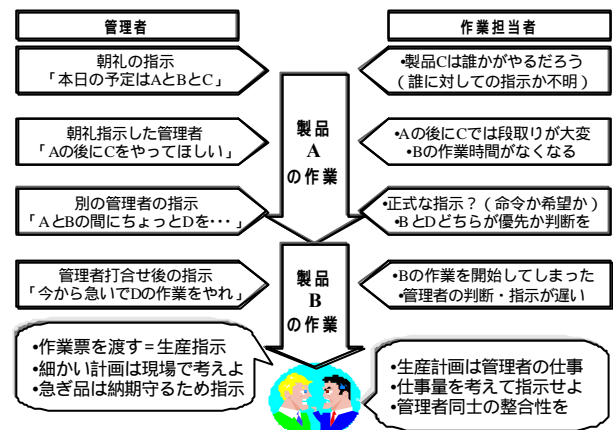 管理者
作業担当者
朝礼の指示
「本日の予定はAとBとC」
•製品Cは誰かがやるだろう
(誰に対しての指示か不明)
製品
A
の作業
朝礼指示した管理者
「Aの後にCをやってほしい」
•Aの後にCでは段取りが大変
•Bの作業時間がなくなる
別の管理者の指示
「AとBの間にちょっとDを•••」
•正式な指示?(命令か希望か)
•BとDどちらが優先か判断を
製品
B
の作業
管理者打合せ後の指示
「今から急いでDの作業をやれ」
•Bの作業を開始してしまった
•管理者の判断・指示が遅い
•作業票を渡す=生産指示
•細かい計画は現場で考えよ
•急ぎ品は納期守るため指示
•生産計画は管理者の仕事
•仕事量を考えて指示せよ
•管理者同士の整合性を